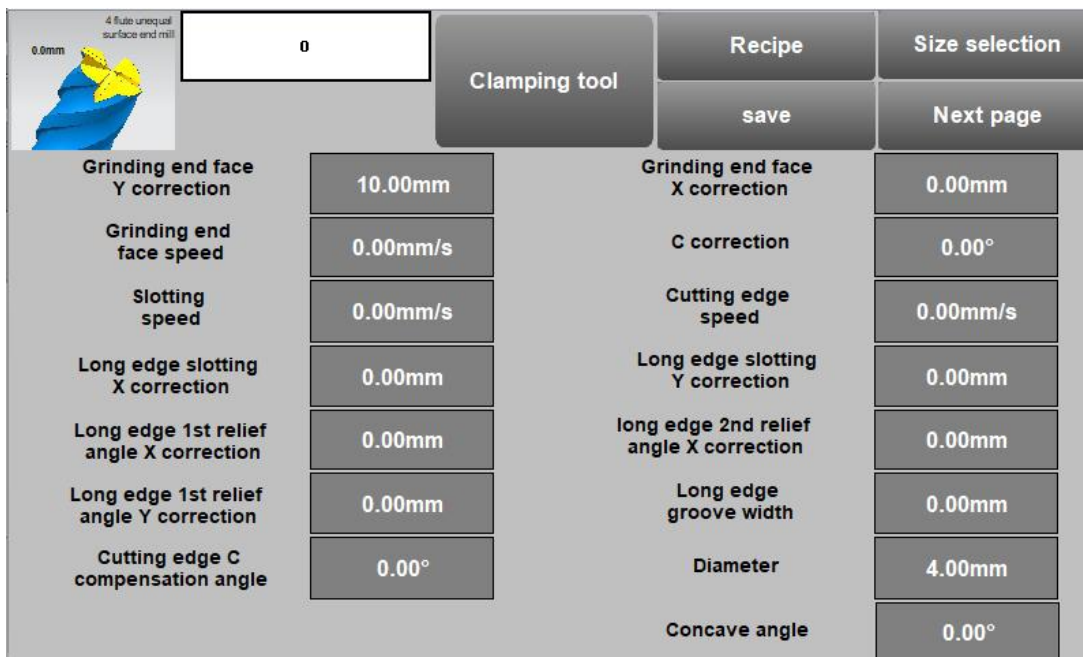 4 flute unequal
surface end mill
0.0mm
0
Clamping tool
Recipe
Size selection
save
Next page
Grinding end face
Y correction
10.00mm
Grinding end face
X correction
0.00mm
Grinding end
face speed
0.00mm/s
C correction
0.00°
Slotting
speed
0.00mm/s
Cutting edge
speed
0.00mm/s
Long edge slotting
X correction
0.00mm
Long edge slotting
Y correction
0.00mm
Long edge 1st relief
angle X correction
0.00mm
long edge 2nd relief
angle X correction
0.00mm
Long edge 1st relief
angle Y correction
0.00mm
Long edge
groove width
0.00mm
Cutting edge C
compensation angle
0.00°
Diameter
4.00mm
Concave angle
0.00°